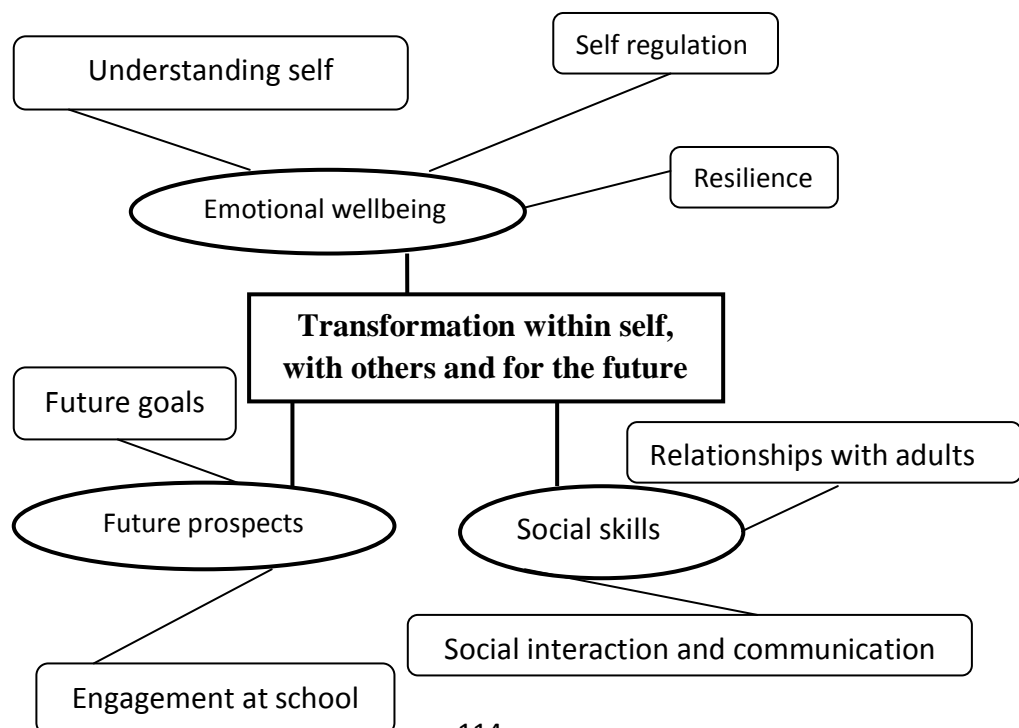 Self regulation
Understanding self
Resilience
Emotional wellbeing
Transformation within self,
with others and for the future
Future goals
Relationships with adults
Future prospects
Social skills
Social interaction and communication
Engagement at school
114